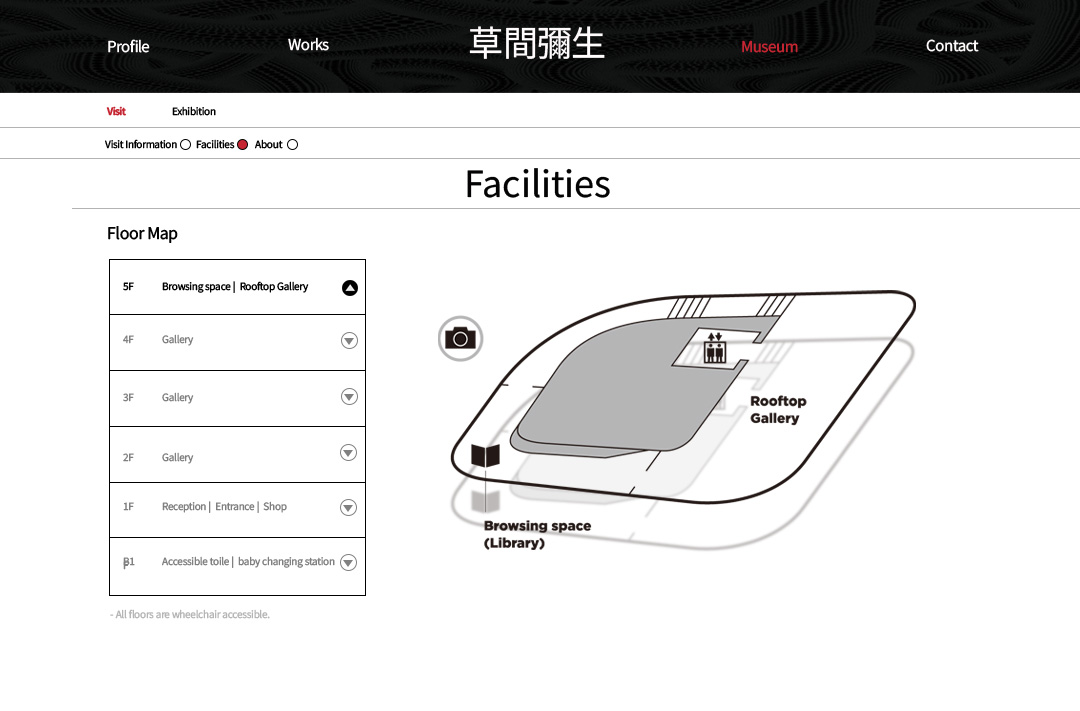 Profile
Works
草間彌生
Museum
Contact
Visit
Exhibition
Visit Information
Facilities
About
Facilities
Floor Map
5F Browsing space | Rooftop Gallery
4F Gallery
3F Gallery
2F Gallery
1F Reception | Entrance | Shop
B1 Accessible toile | baby changing station
- All floors are wheelchair accessible.
Rooftop
Gallery
Browsing space
(Library)